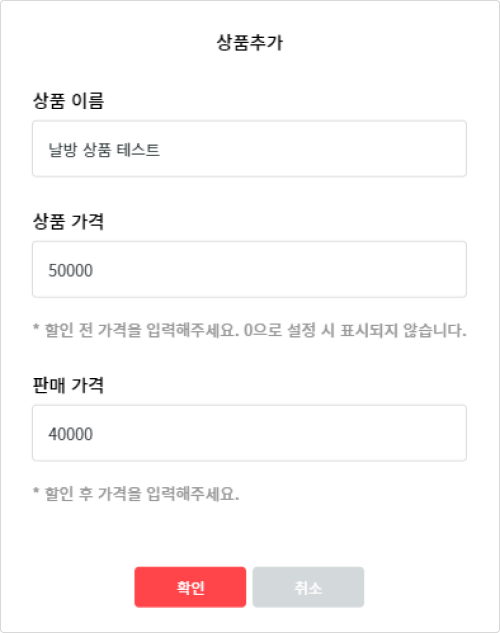 상품추가
상품 이름
날방 상품 테스트
상품 가격
50000
* 할인 전 가격을 입력해주세요. 0으로 설정 시 표시되지 않습니다.
판매 가격
40000
* 할인 후 가격을 입력해주세요.
확인 취소